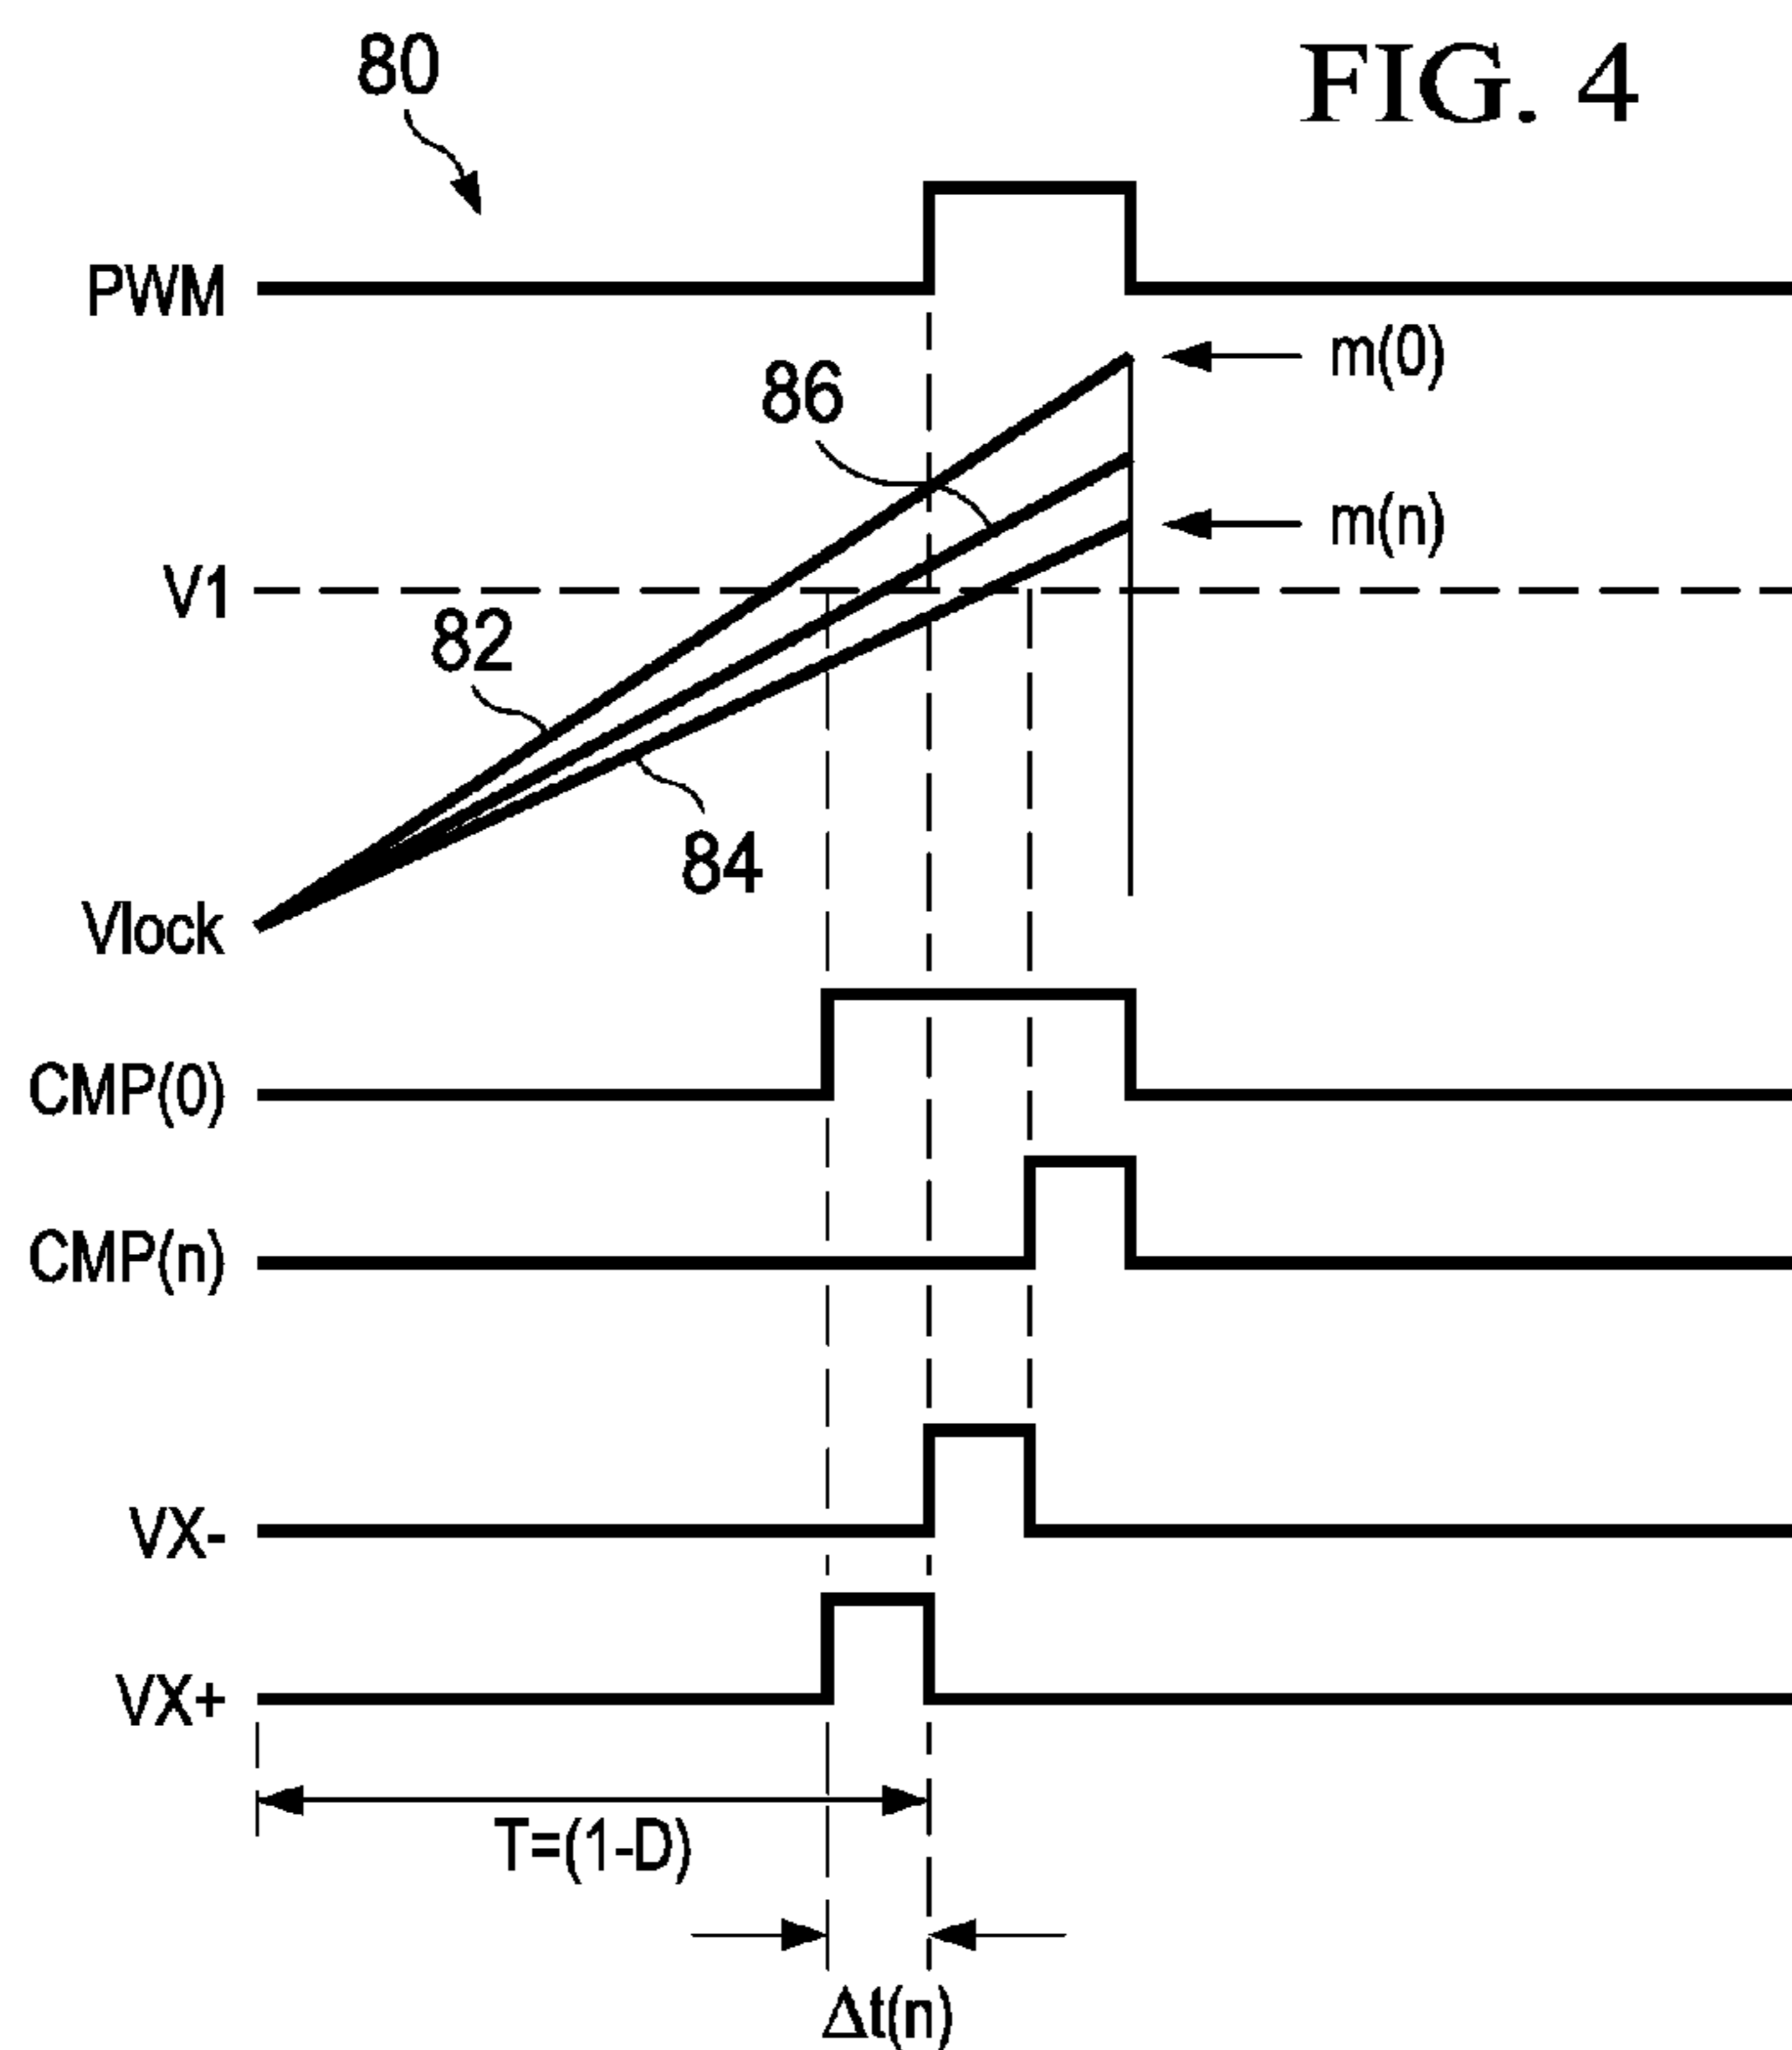 80
FIG. 4
PWM
m(0)
86
m(n)
V1
82
84
Vlock
CMP(0)
CMP(n)
VX-
VX+
T=(1-D)
Δt(n)